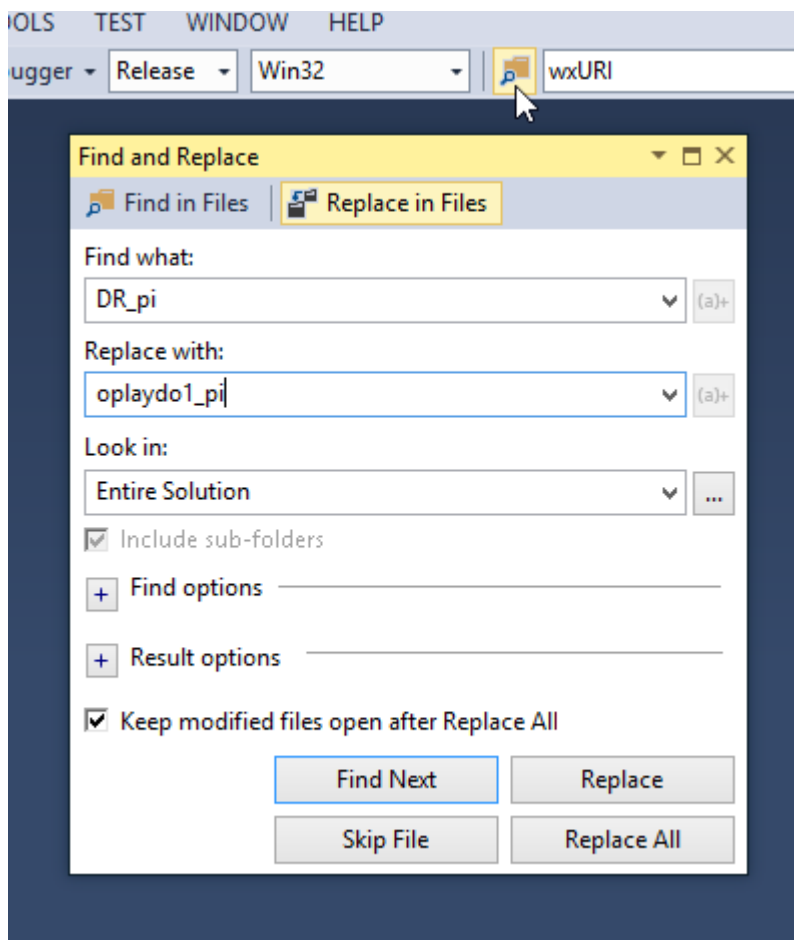 OOLS TEST WINDOW HELP
ugger Release Win32 wxURI
Find and Replace
Find in Files Replace in Files
Find what:
DR_pi
(a)+
Replace with:
oplaydo1_pi
(a)+
Look in:
Entire Solution
...
Include sub-folders
+ Find options
+ Result options
Keep modified files open after Replace All
Find Next Replace
Skip File Replace All